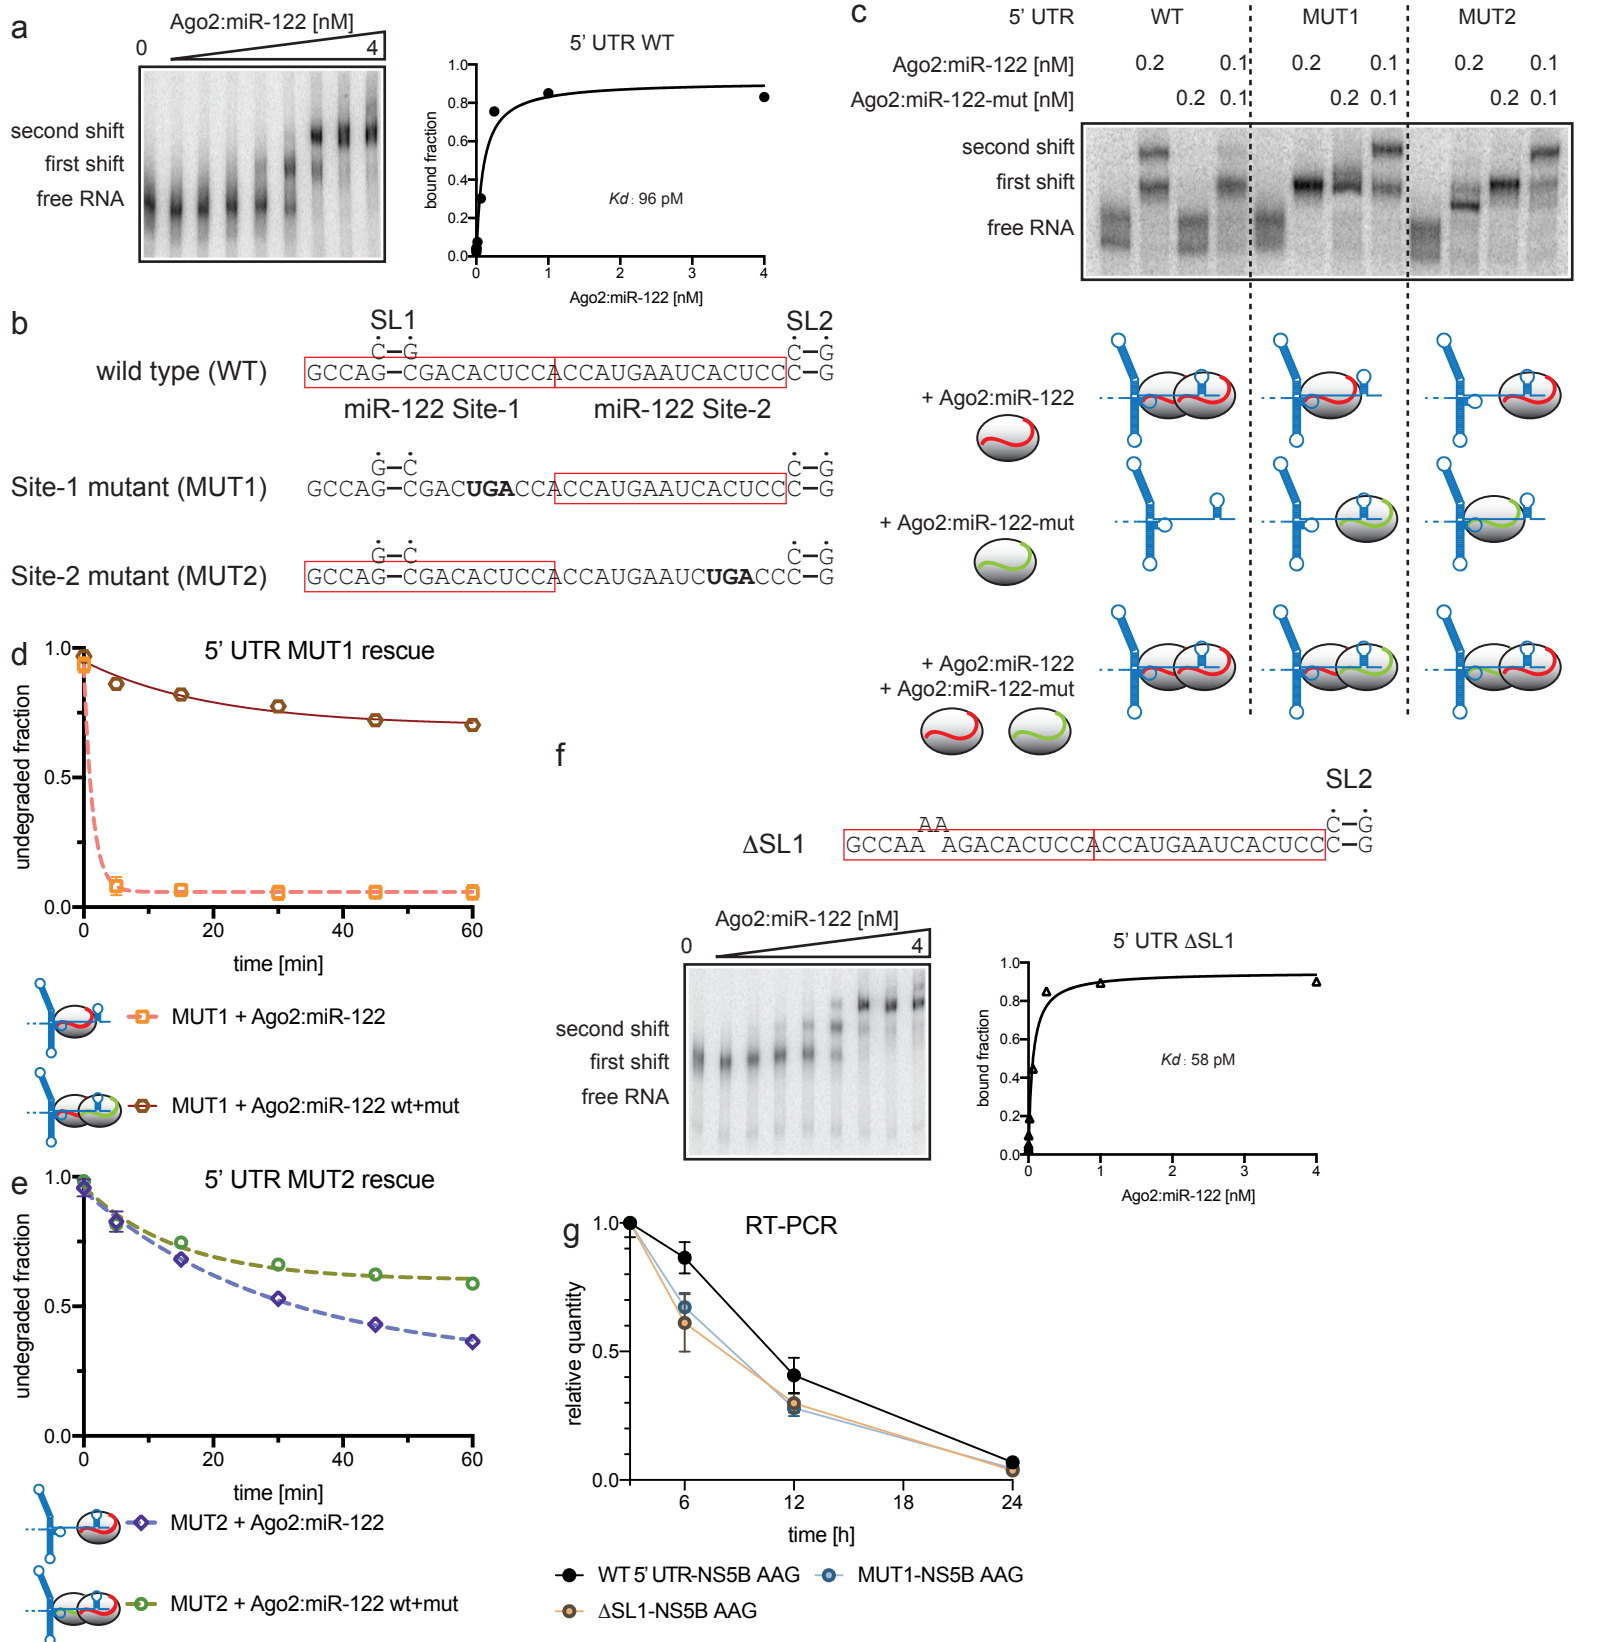 a
Ago2:miR-122 [nM]
0
4
second shift
first shift
free RNA
5’ UTR WT
bound fraction
1.0
0.8
0.6
0.4
0.2
0.0
Kd: 96 pM
0 1 2 3 4
Ago2:miR-122 [nM]
b
SL1
SL2
C–G
C–G
wild type (WT)
GCCAG–CGACACUCCACCAUGAAUCACUCCC–G
miR-122 Site-1
miR-122 Site-2
G–C
C–G
Site-1 mutant (MUT1)
GCCAG–CGACUGACCACCAUGAAUCACUCCC–G
G–C
C–G
Site-2 mutant (MUT2)
GCCAG–CGACACUCCACCAUGAAUCUGACCC–G
c
5’ UTR WT MUT1 MUT2
Ago2:miR-122 [nM] 0.2 0.1 0.2 0.1 0.2 0.1
Ago2:miR-122-mut [nM] 0.2 0.1 0.2 0.1 0.2 0.1
second shift
first shift
free RNA
+ Ago2:miR-122
+ Ago2:miR-122-mut
+ Ago2:miR-122
+ Ago2:miR-122-mut
d
5’ UTR MUT1 rescue
undegraded fraction
1.0
0.5
0.0
0 20 40 60
time [min]
MUT1 + Ago2:miR-122
MUT1 + Ago2:miR-122 wt+mut
e
5’ UTR MUT2 rescue
undegraded fraction
1.0
0.5
0.0
0 20 40 60
time [min]
MUT2 + Ago2:miR-122
MUT2 + Ago2:miR-122 wt+mut
f
SL2
AA
C–G
ΔSL1
GCCAA AGACACUCCACCAUGAAUCACUCCC–G
Ago2:miR-122 [nM]
0
4
second shift
first shift
free RNA
5’ UTR ΔSL1
bound fraction
1.0
0.8
0.6
0.4
0.2
0.0
Kd: 58 pM
0 1 2 3 4
Ago2:miR-122 [nM]
g
RT-PCR
relative quantity
1.0
0.5
0.0
6 12 18 24
time [h]
WT 5’ UTR-NS5B AAG
MUT1-NS5B AAG
ΔSL1-NS5B AAG